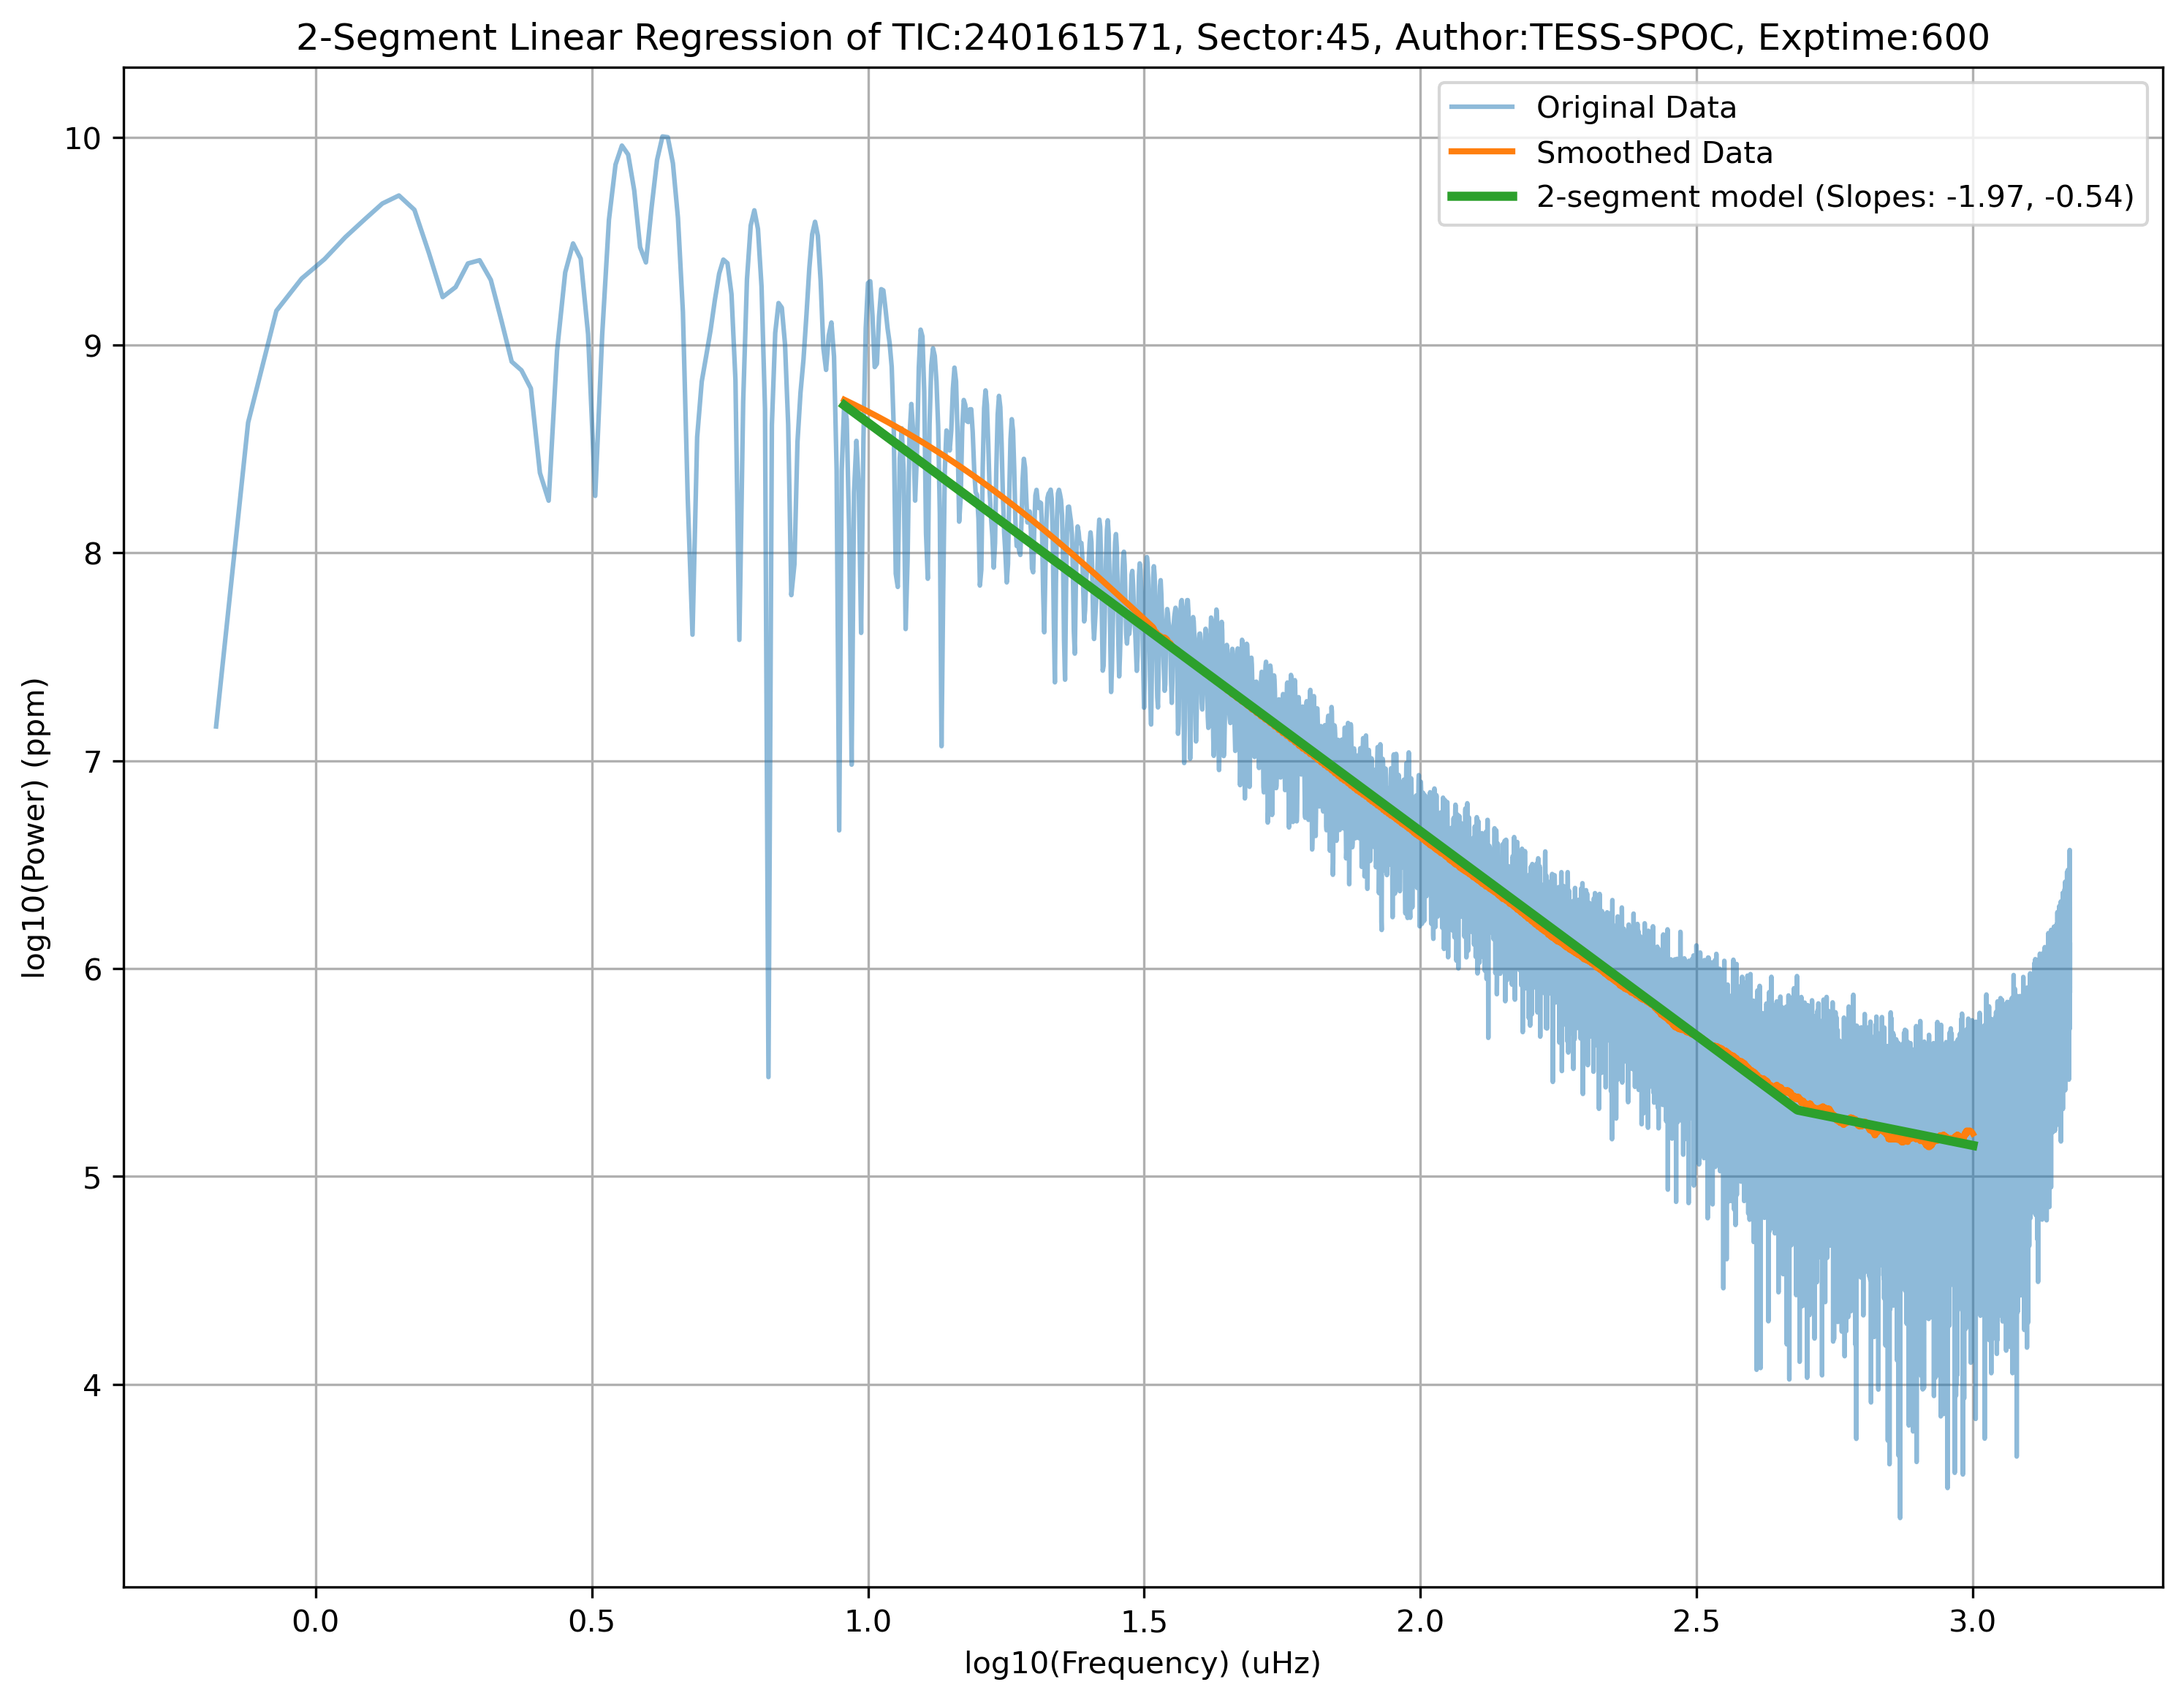 2-Segment Linear Regression of TIC:240161571, Sector:45, Author:TESS-SPOC, Exptime:600
Original Data
Smoothed Data
2-segment model (Slopes: -1.97, -0.54)
log10(Power) (ppm)
10
9
8
7
6
5
4
0.0 0.5 1.0 1.5 2.0 2.5 3.0
log10(Frequency) (uHz)